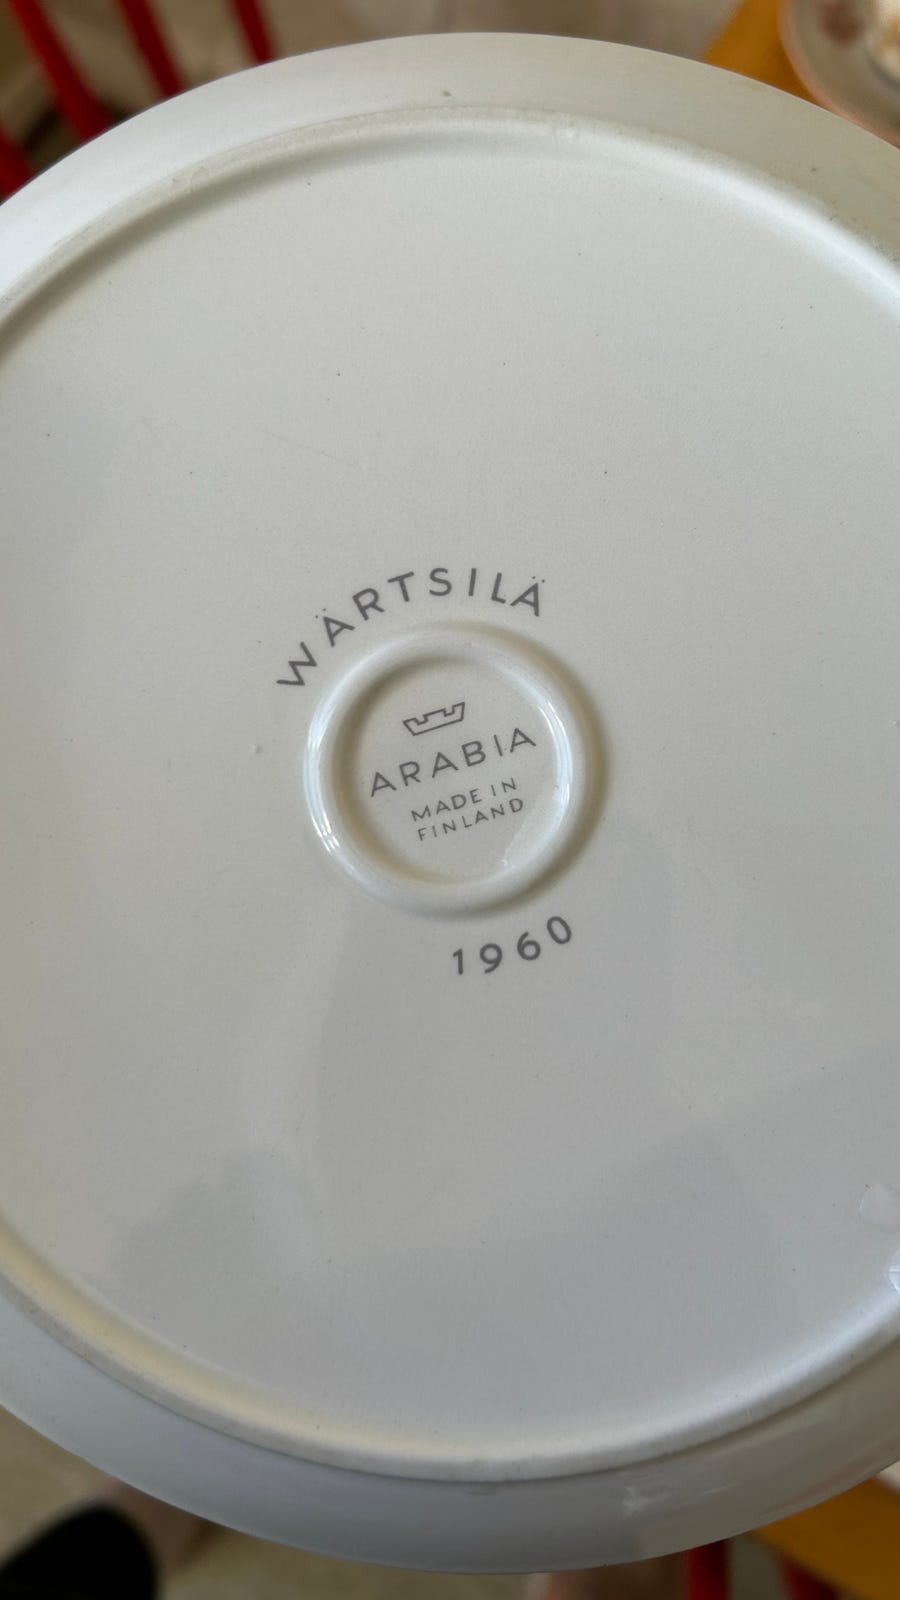 WÄRTSILÄ
ARABIA
MADE IN
FINLAND
1960